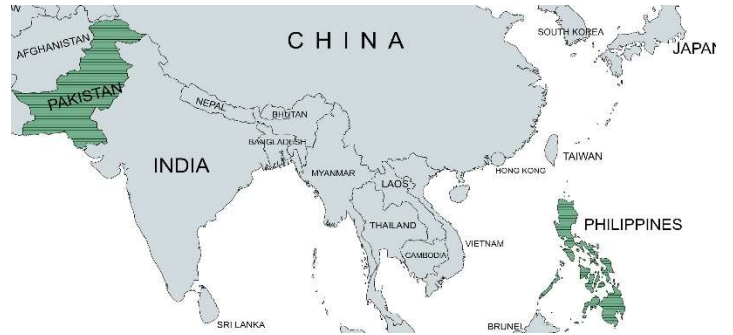 CHINA
SOUTH KOREA
JAPAN
AFGHANISTAN
PAKISTAN
NEPAL
BHUTAN
BANGLADESH
INDIA
MYANMAR
LAOS
HONG KONG
TAIWAN
THAILAND
VIETNAM
CAMBODIA
PHILIPPINES
SRI LANKA
BRUNEI